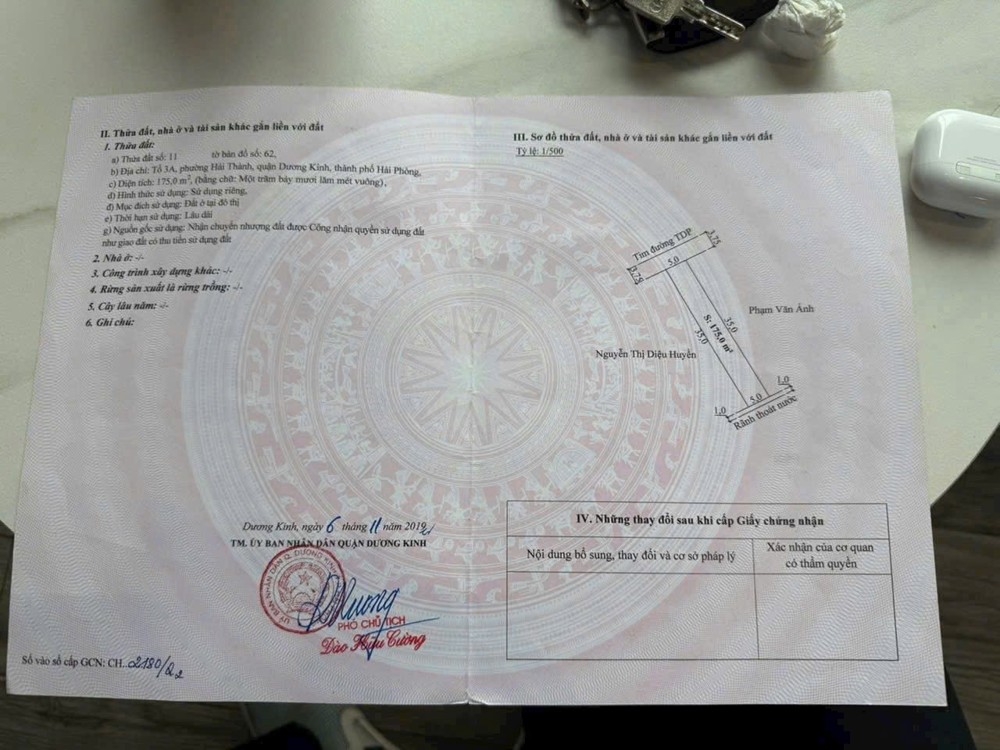 II. Thửa đất, nhà ở và tài sản khác gắn liền với đất
1. Thửa đất:
a) Thửa đất số: 11 tờ bản đồ số: 62,
b) Địa chỉ: Tổ 3A, phường Hải Thành, quận Dương Kinh, thành phố Hải Phòng,
c) Diện tích: 175,0 m², (bằng chữ: Một trăm bảy mươi lăm mét vuông),
d) Hình thức sử dụng: Sử dụng riêng,
đ) Mục đích sử dụng: Đất ở tại đô thị
e) Thời hạn sử dụng: Lâu dài
g) Nguồn gốc sử dụng: Nhận chuyển nhượng đất được Công nhận quyền sử dụng đất
như giao đất có thu tiền sử dụng đất
2. Nhà ở: -/-
3. Công trình xây dựng khác: -/-
4. Rừng sản xuất là rừng trồng: -/-
5. Cây lâu năm: -/-
6. Ghi chú:
Dương Kinh, ngày 6 tháng 11 năm 2019
TM. ỦY BAN NHÂN DÂN QUẬN DƯƠNG KINH
ỦY BAN NHÂN DÂN Q. DƯƠNG KINH
PHÓ CHỦ TỊCH
Đào Hữu Cường
Số vào sổ cấp GCN: CH.
III. Sơ đồ thửa đất, nhà ở và tài sản khác gắn liền với đất
Tỷ lệ: 1/500
Tim đường TDP
3,75
3,75
5.0
Phạm Văn Ánh
35,0
S: 175,0 m²
35,0
Nguyễn Thị Diệu Huyền
1,0
5,0
1,0
Rãnh thoát nước
IV. Những thay đổi sau khi cấp Giấy chứng nhận
Nội dung bổ sung, thay đổi và cơ sở pháp lý
Xác nhận của cơ quan
có thẩm quyền